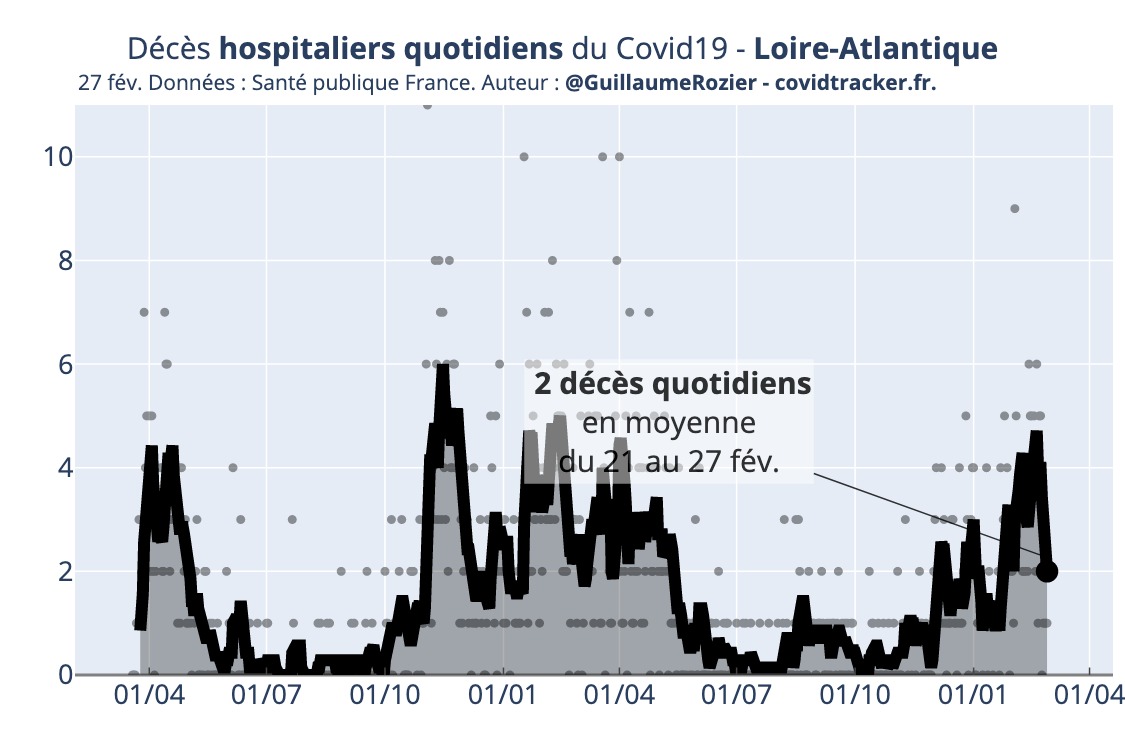 Décès hospitaliers quotidiens du Covid19 - Loire-Atlantique
27 fév. Données : Santé publique France. Auteur : @GuillaumeRozier - covidtracker.fr.
10
8
6
4
2
0
2 décès quotidiens
en moyenne
du 21 au 27 fév.
01/04 01/07 01/10 01/01 01/04 01/07 01/10 01/01 01/04